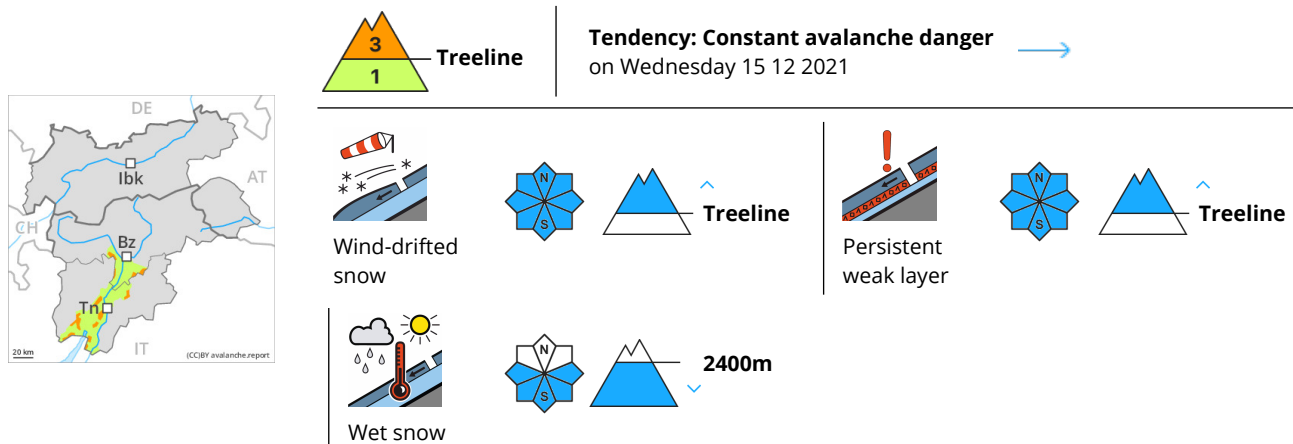 3
Treeline
1
Tendency: Constant avalanche danger
on Wednesday 15 12 2021
DE
Ibk
AT
CH
Bz
Tn
20 km
IT
(CC)BY avalanche.report
N
S
Treeline
Wind-drifted
snow
N
S
Treeline
Persistent
weak layer
N
S
2400m
Wet snow